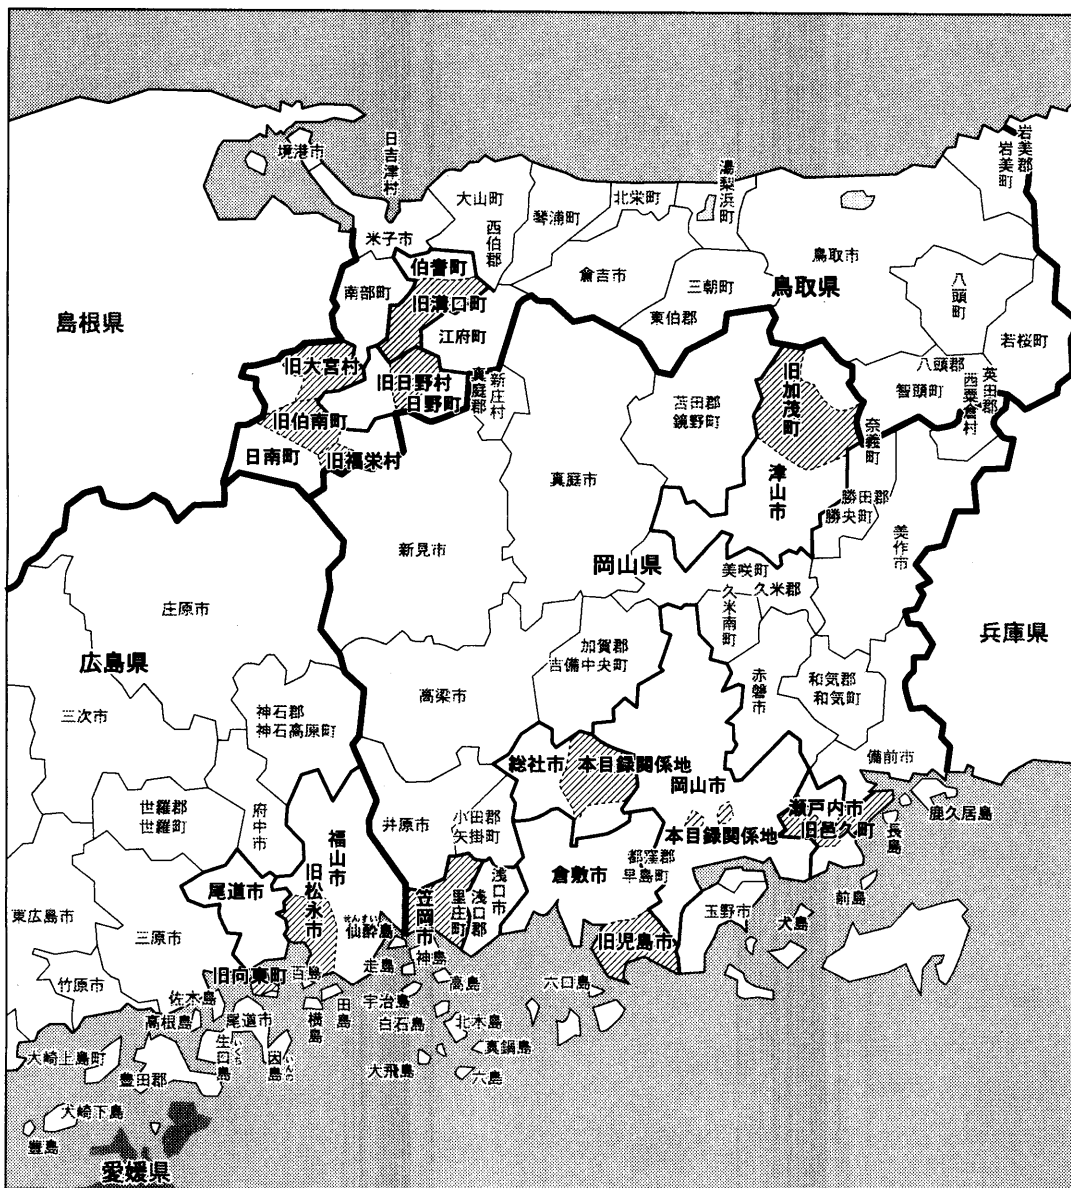 境港市
日吉津村
大山町
西伯郡
米子市
琴浦町
北栄町
湯梨浜町
岩美郡
岩美町
伯耆町
南部町
旧溝口町
江府町
倉吉市
三朝町
東伯郡
鳥取市
鳥取県
八頭町
若桜町
八頭郡
智頭町
島根県
旧大宮村
旧日野村
日野町
旧伯南町
日南町
旧福栄村
真庭郡
新庄村
苫田郡
鏡野町
旧加茂町
津山市
奈義町
英田郡
西粟倉村
勝田郡
勝央町
真庭市
新見市
岡山県
美咲町
久米郡
久米南町
美作市
兵庫県
庄原市
広島県
三次市
神石郡
神石高原町
高梁市
加賀郡
吉備中央町
赤磐市
和気郡
和気町
備前市
総社市
本目録関係地
岡山市
本目録関係地
瀬戸内市
旧邑久町
鹿久居島
長島
前島
犬島
世羅郡
世羅町
府中市
福山市
旧松永市
井原市
小田郡
矢掛町
笠岡市
里庄町
浅口郡
浅口市
倉敷市
都窪郡
早島町
旧児島市
玉野市
尾道市
東広島市
三原市
竹原市
旧向東町
百島
せんすい
仙酔島
走島
神島
高島
六口島
佐木島
高根島
尾道市
横島
田島
宇治島
白石島
北木島
真鍋島
大飛島
六島
大崎上島町
豊田郡
生口島
いくち
因島
いんの
大崎下島
豊島
愛媛県